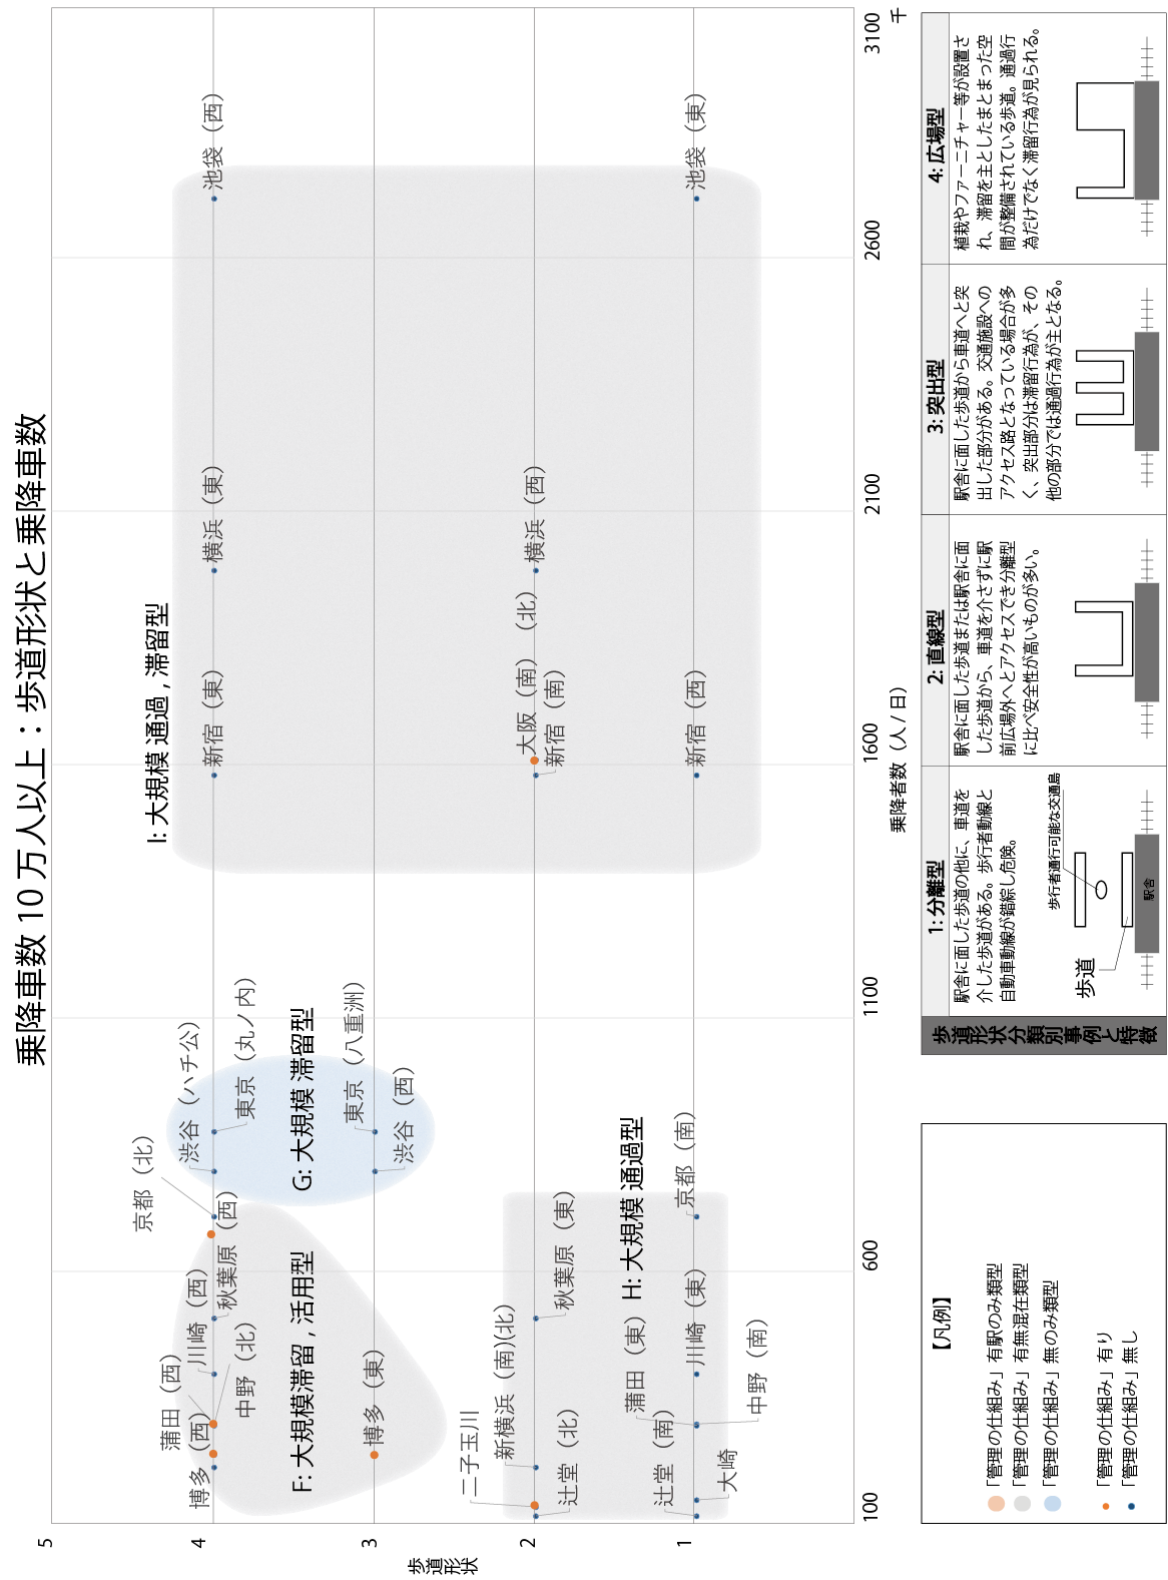 乗降車数 10 万人以上：歩道形状と乗降車数
5
4
3
2
1
歩道形状
100
600
1100
1600
2100
2600
3100
千
乗降者数（人 / 日）
I: 大規模 通過 , 滞留型
新宿（東）
横浜（東）
池袋（西）
大阪（南）（北）
新宿（南）
横浜（西）
新宿（西）
池袋（東）
G: 大規模 滞留型
渋谷（ハチ公）
東京（丸ノ内）
東京（八重洲）
渋谷（西）
F: 大規模滞留 , 活用型
京都（北）
秋葉原（西）
川崎（西）
蒲田（西）
中野（北）
博多（西）
博多（東）
H: 大規模 通過型
二子玉川
新横浜（南)(北）
辻堂（北）
秋葉原（東）
京都（南）
川崎（東）
蒲田（東）
中野（南）
辻堂（南）
大崎
【凡例】
「管理の仕組み」有駅のみ類型
「管理の仕組み」有無混在類型
「管理の仕組み」無のみ類型
「管理の仕組み」有り
「管理の仕組み」無し
歩道形状分類別事例と特徴
1: 分離型
駅舎に面した歩道の他に、車道を
介した歩道がある。歩行者動線と
自動車動線が錯綜し危険。
歩行者通行可能な交通島
歩道
駅舎
2: 直線型
駅舎に面した歩道または駅舎に面
した歩道から、車道を介さずに駅
前広場外へとアクセスでき分離型
に比べ安全性が高いものが多い。
3: 突出型
駅舎に面した歩道から車道へと突
出した部分がある。交通施設への
アクセス路となっている場合が多
く、突出部分は滞留行為が、その
他の部分では通過行為が主となる。
4: 広場型
植栽やファーニチャー等が設置さ
れ、滞留を主としたまとまった空
間が整備されている歩道。通過行
為だけでなく滞留行為が見られる。